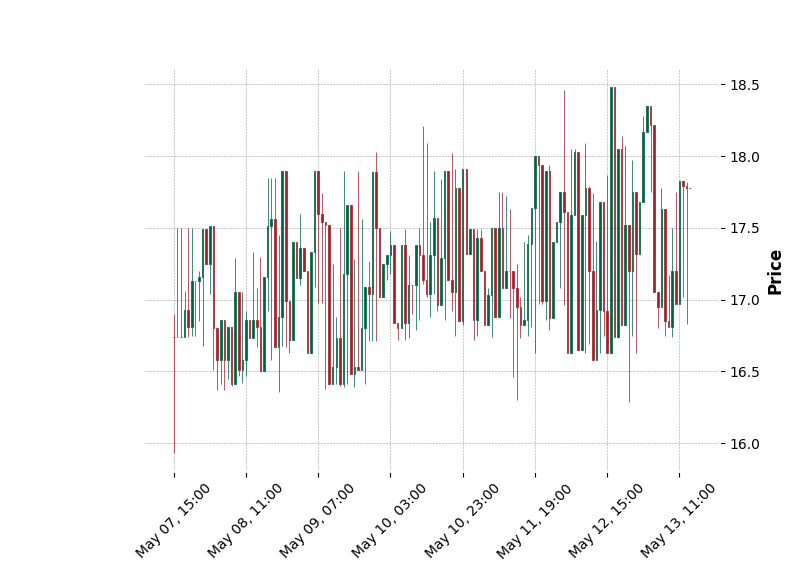 18.5
18.0
17.5
17.0
16.5
16.0
Price
May 07, 15:00
May 08, 11:00
May 09, 07:00
May 10, 03:00
May 10, 23:00
May 11, 19:00
May 12, 15:00
May 13, 11:00